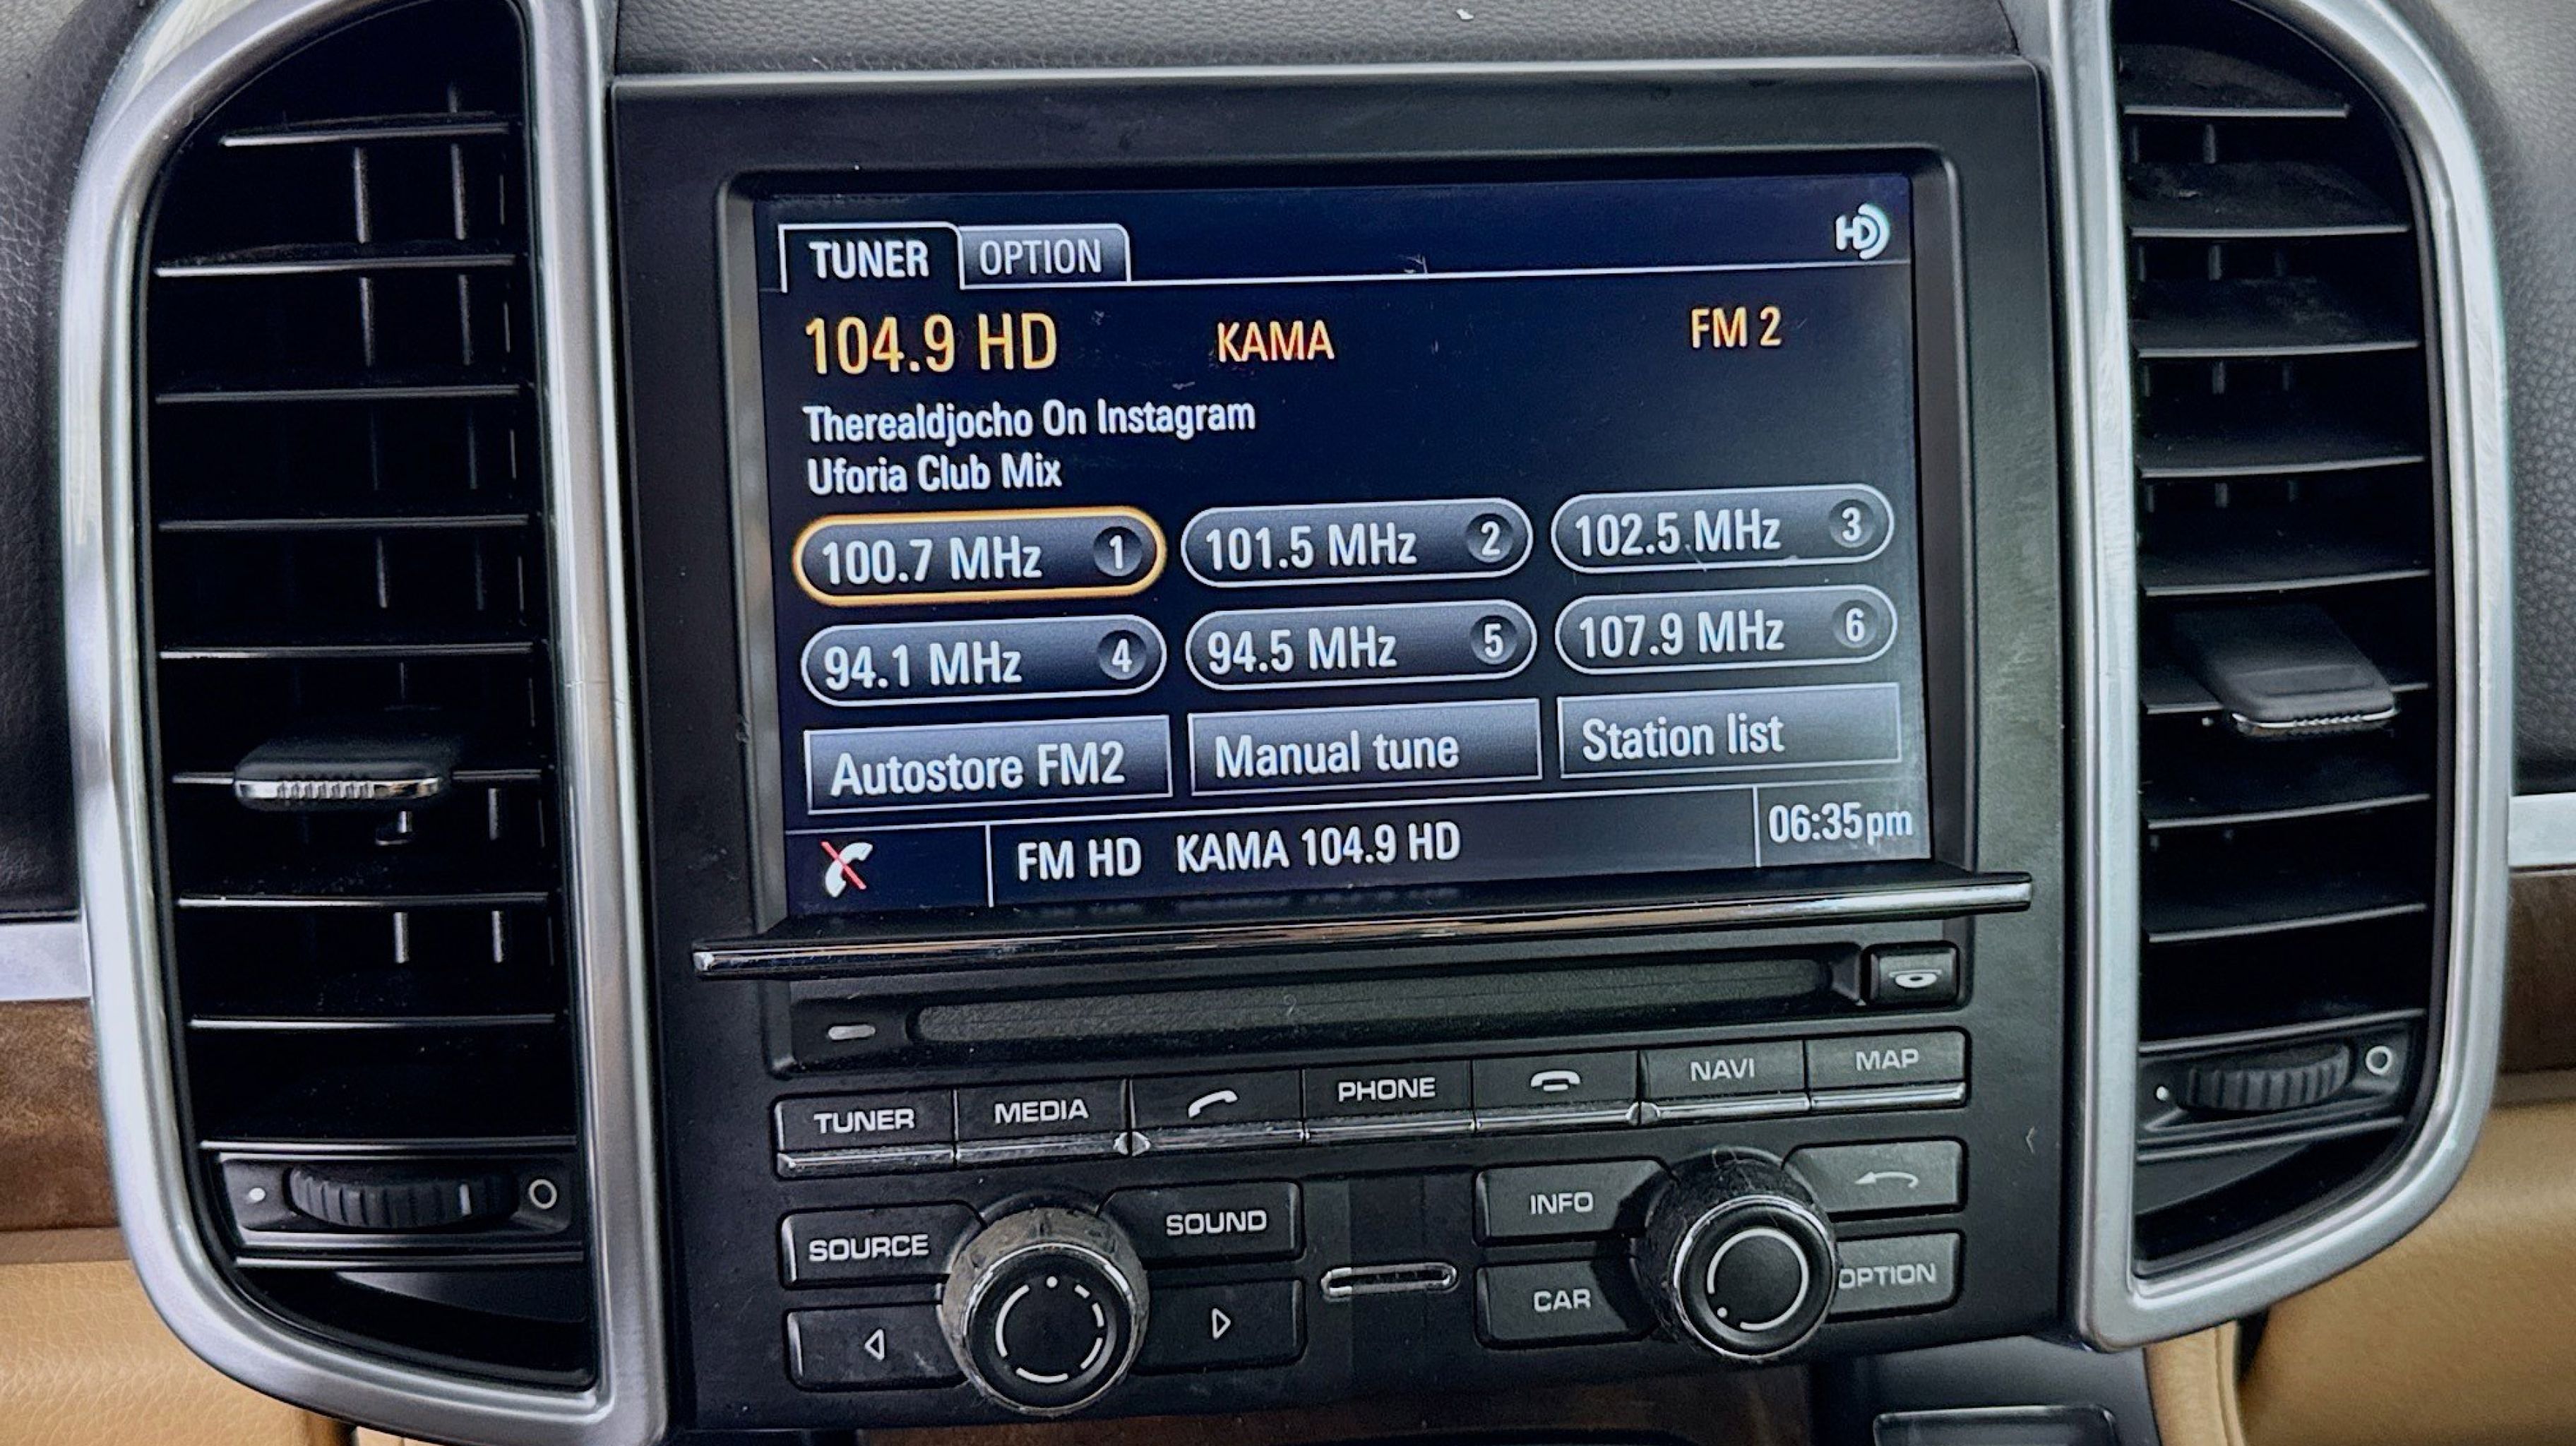 TUNER OPTION HD
104.9 HD KAMA FM 2
Therealdjocho On Instagram
Uforia Club Mix
100.7 MHz 1 101.5 MHz 2 102.5 MHz 3
94.1 MHz 4 94.5 MHz 5 107.9 MHz 6
Autostore FM2 Manual tune Station list
FM HD KAMA 104.9 HD 06:35pm
TUNER MEDIA PHONE NAVI MAP
SOURCE SOUND INFO
CAR OPTION